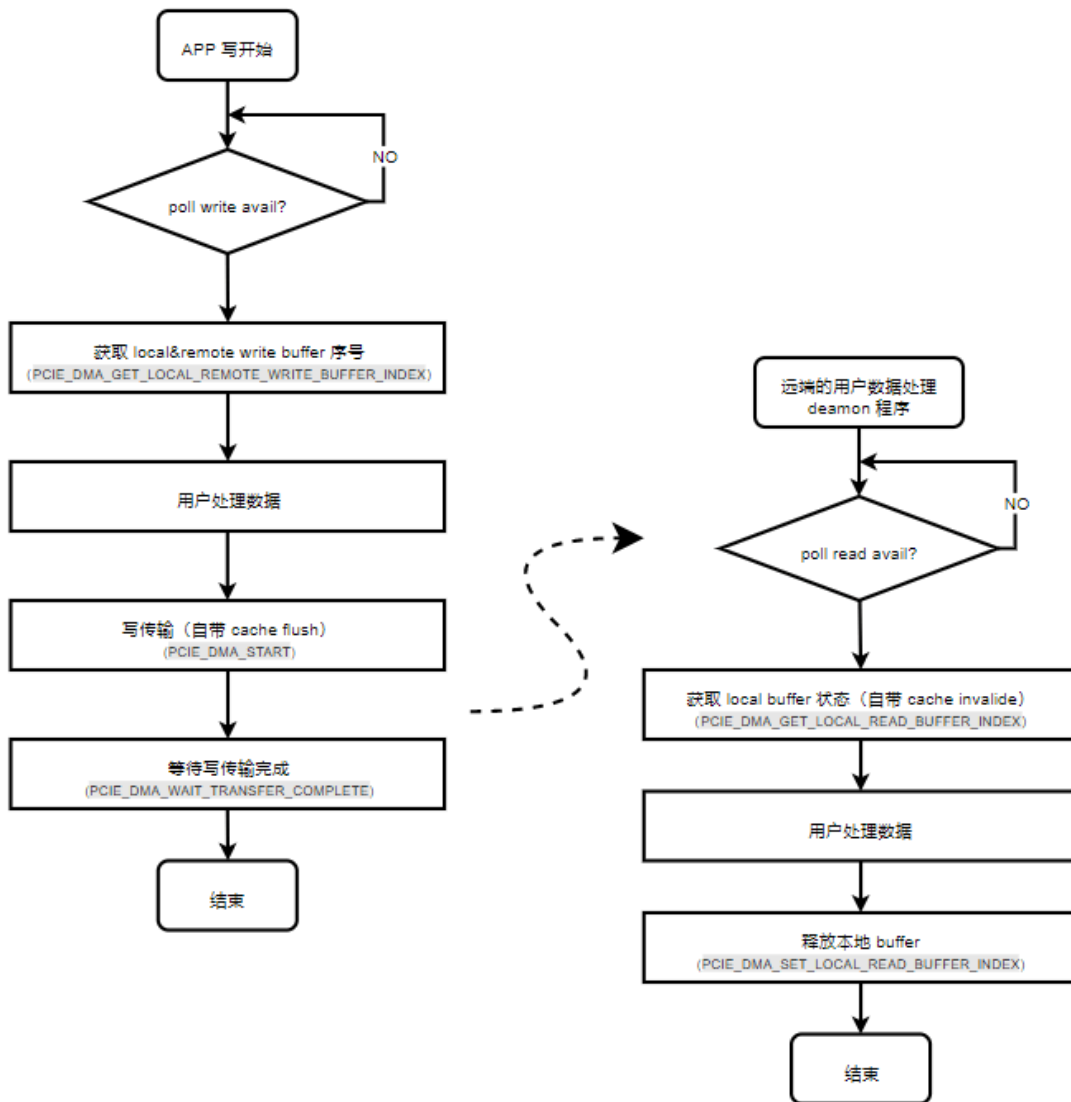 APP 写开始
NO
poll write avail?
获取 local&remote write buffer 序号
(PCIE_DMA_GET_LOCAL_REMOTE_WRITE_BUFFER_INDEX)
用户处理数据
写传输（自带 cache flush）
(PCIE_DMA_START)
等待写传输完成
(PCIE_DMA_WAIT_TRANSFER_COMPLETE)
结束
远端的用户数据处理
deamon 程序
NO
poll read avail?
获取 local buffer 状态（自带 cache invalide）
(PCIE_DMA_GET_LOCAL_READ_BUFFER_INDEX)
用户处理数据
释放本地 buffer
(PCIE_DMA_SET_LOCAL_READ_BUFFER_INDEX)
结束